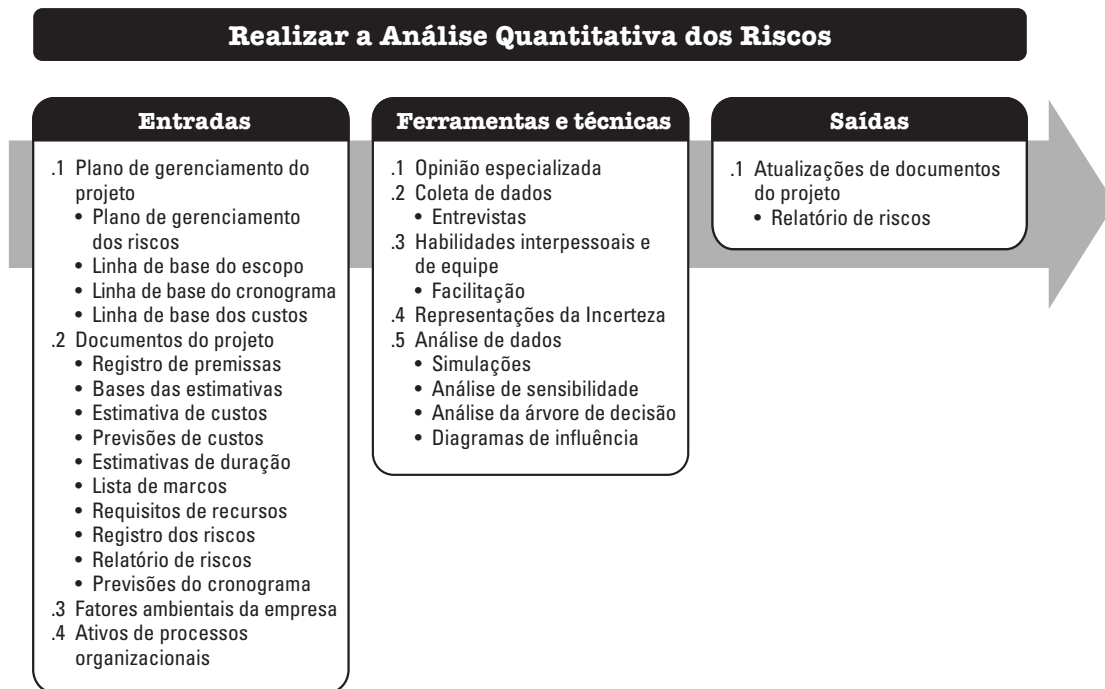 Realizar a Análise Quantitativa dos Riscos
Entradas
.1 Plano de gerenciamento do
projeto
• Plano de gerenciamento
dos riscos
• Linha de base do escopo
• Linha de base do cronograma
• Linha de base dos custos
.2 Documentos do projeto
• Registro de premissas
• Bases das estimativas
• Estimativa de custos
• Previsões de custos
• Estimativas de duração
• Lista de marcos
• Requisitos de recursos
• Registro dos riscos
• Relatório de riscos
• Previsões do cronograma
.3 Fatores ambientais da empresa
.4 Ativos de processos
organizacionais
Ferramentas e técnicas
.1 Opinião especializada
.2 Coleta de dados
• Entrevistas
.3 Habilidades interpessoais e
de equipe
• Facilitação
.4 Representações da Incerteza
.5 Análise de dados
• Simulações
• Análise de sensibilidade
• Análise da árvore de decisão
• Diagramas de influência
Saídas
.1 Atualizações de documentos
do projeto
• Relatório de riscos